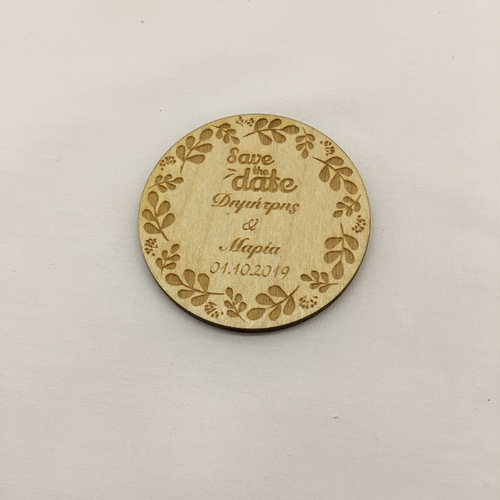 Save
the
date
Δημήτρης
&
Μαρία
01.10.2019